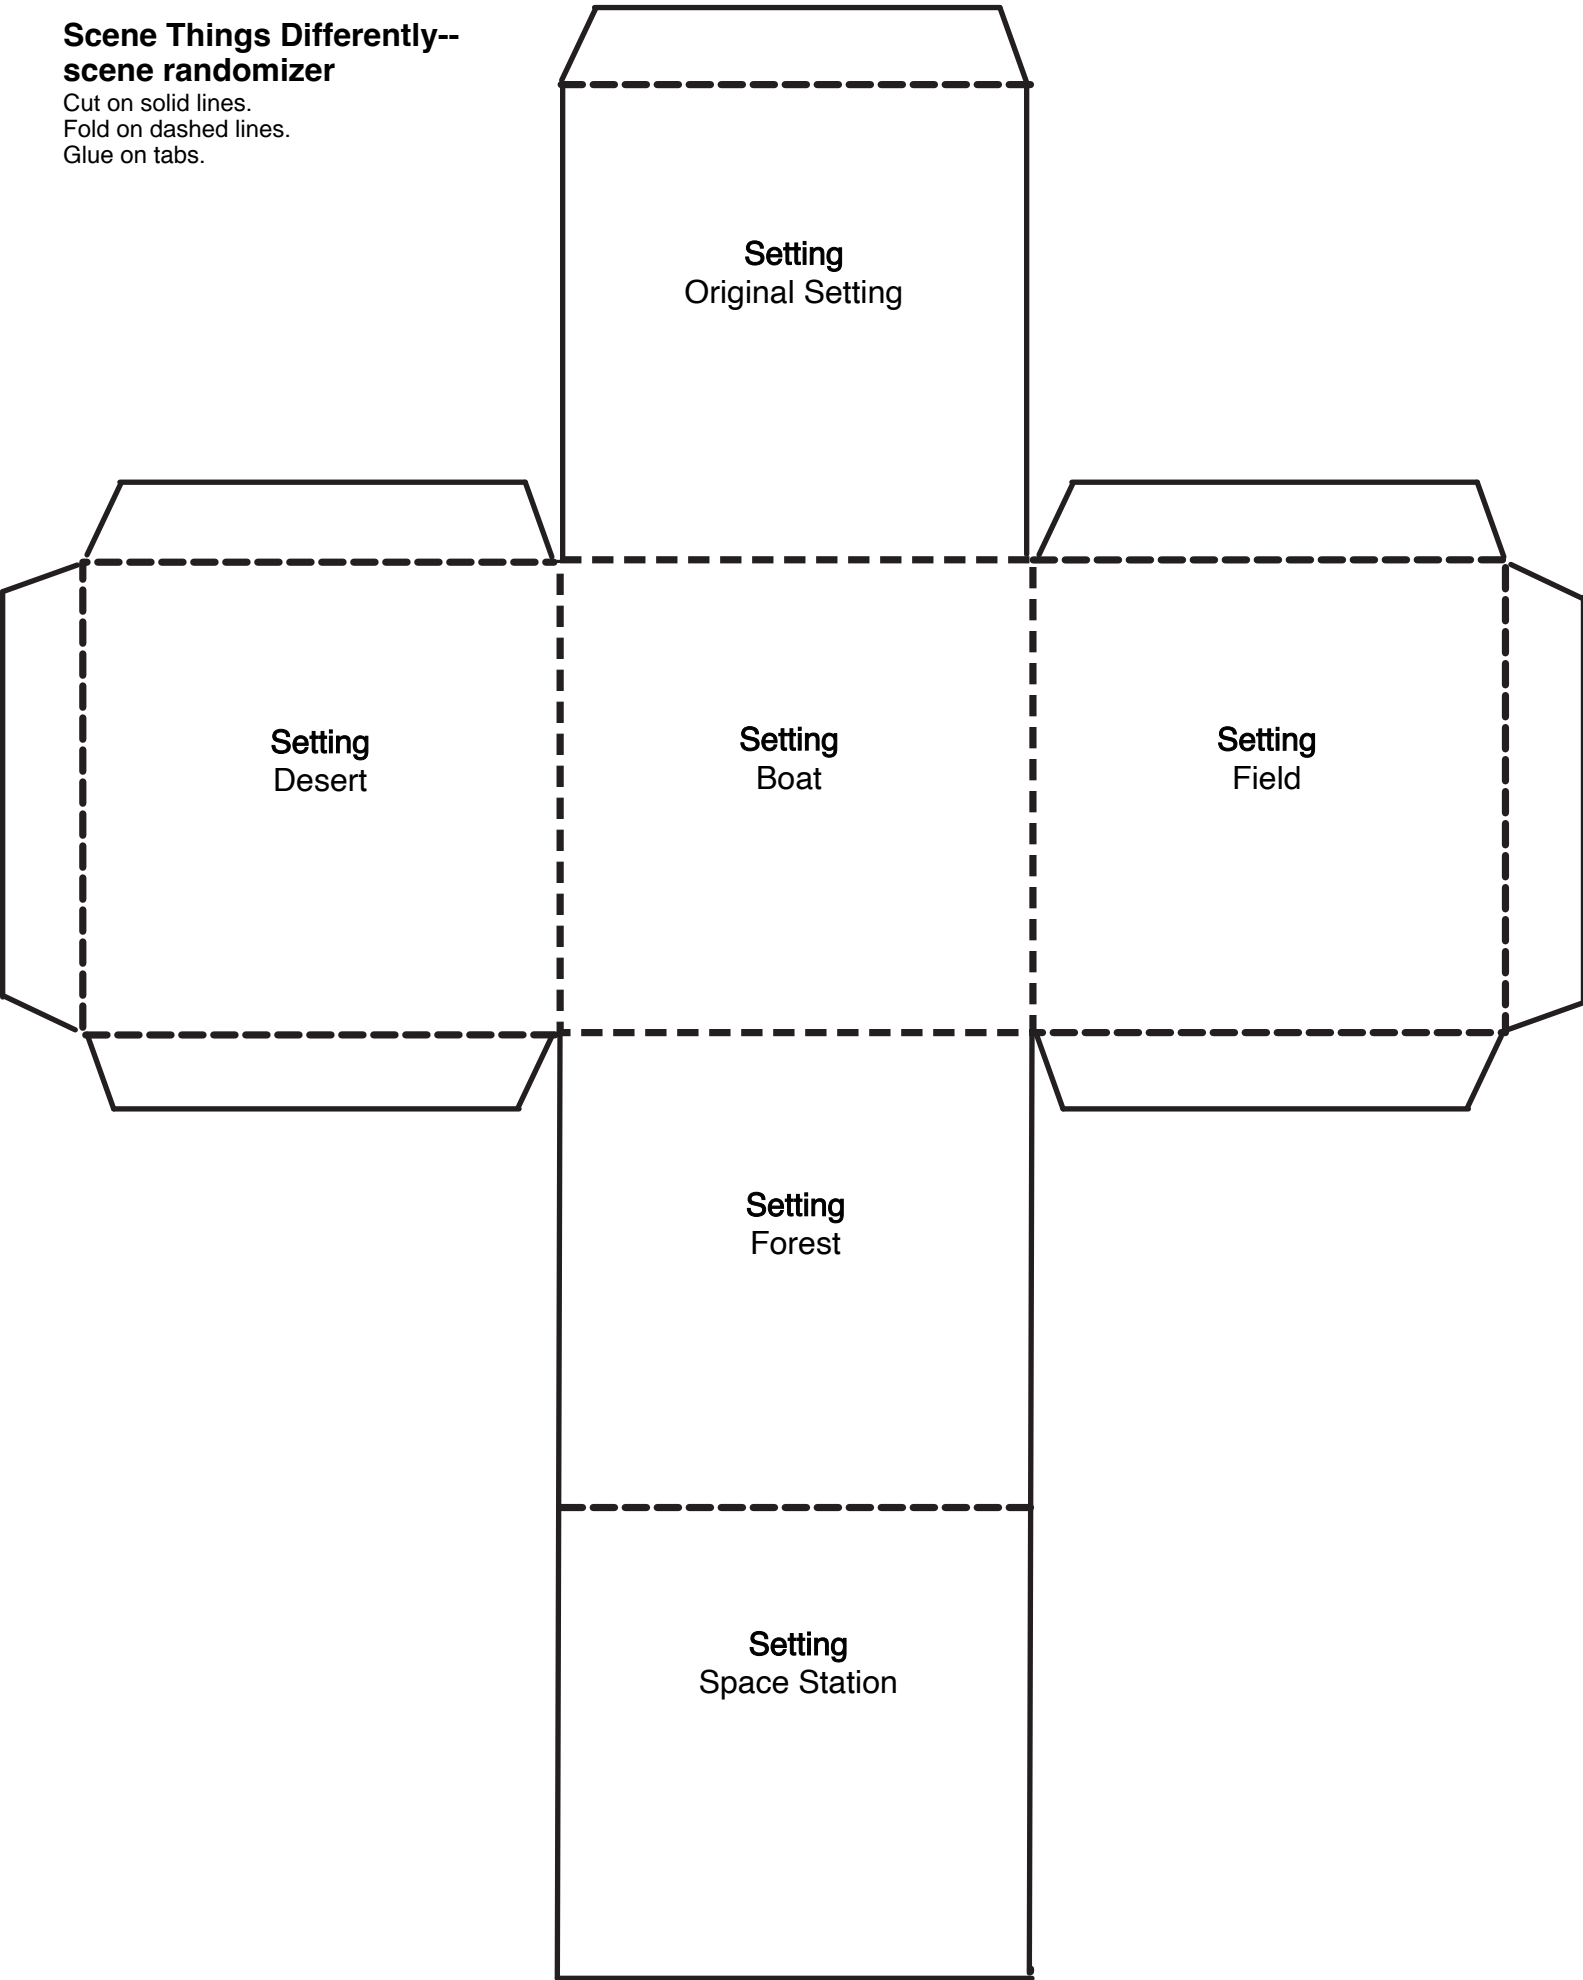 Scene Things Differently--
scene randomizer
Cut on solid lines.
Fold on dashed lines.
Glue on tabs.
Setting
Original Setting
Setting
Desert
Setting
Boat
Setting
Field
Setting
Forest
Setting
Space Station